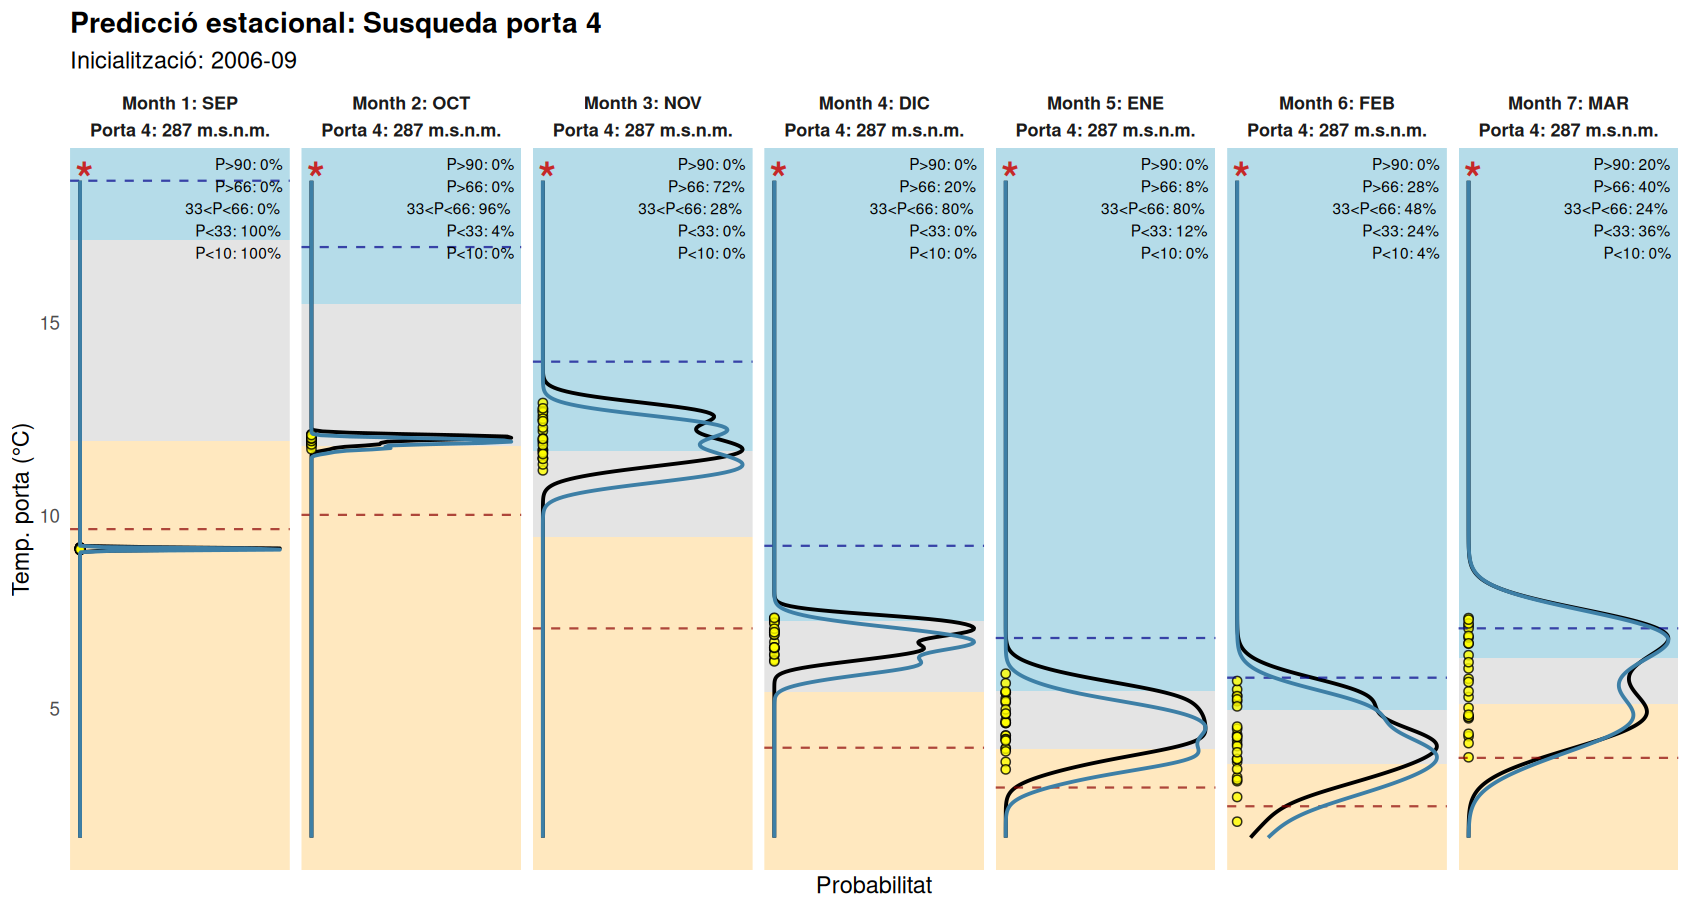 Predicció estacional: Susqueda porta 4
Inicialització: 2006-09
Month 1: SEP
Porta 4: 287 m.s.n.m.
Month 2: OCT
Porta 4: 287 m.s.n.m.
Month 3: NOV
Porta 4: 287 m.s.n.m.
Month 4: DIC
Porta 4: 287 m.s.n.m.
Month 5: ENE
Porta 4: 287 m.s.n.m.
Month 6: FEB
Porta 4: 287 m.s.n.m.
Month 7: MAR
Porta 4: 287 m.s.n.m.
*
P>90: 0%
P>66: 0%
33<P<66: 0%
P<33: 100%
P<10: 100%
*
P>90: 0%
P>66: 0%
33<P<66: 96%
P<33: 4%
P<10: 0%
*
P>90: 0%
P>66: 72%
33<P<66: 28%
P<33: 0%
P<10: 0%
*
P>90: 0%
P>66: 20%
33<P<66: 80%
P<33: 0%
P<10: 0%
*
P>90: 0%
P>66: 8%
33<P<66: 80%
P<33: 12%
P<10: 0%
*
P>90: 0%
P>66: 28%
33<P<66: 48%
P<33: 24%
P<10: 4%
*
P>90: 20%
P>66: 40%
33<P<66: 24%
P<33: 36%
P<10: 0%
15
10
5
Temp. porta (°C)
Probabilitat